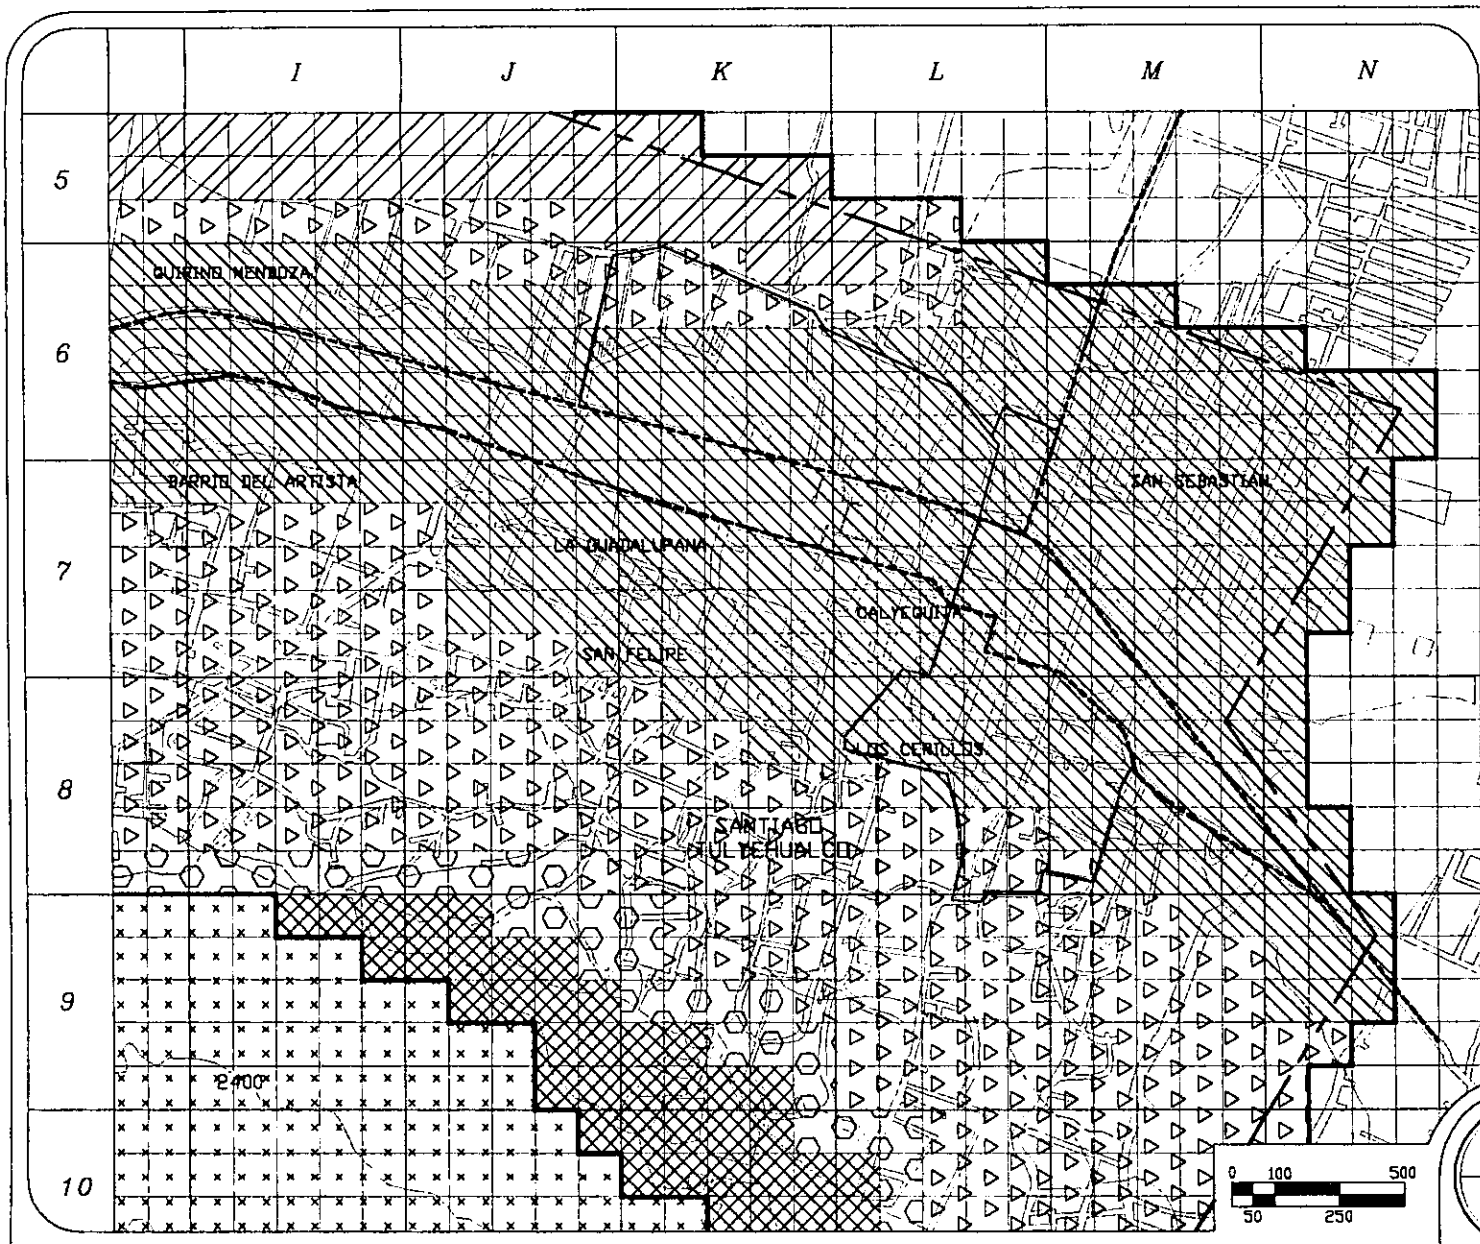 I J K L M N
5
QUIRINO MENDOZA
6
BARRIO DEL ARTISTA
SAN SEBASTIAN
LA GUADALUPANA
7
CALYEQUITA
SAN FELIPE
LOS CERILLOS
8
SANTIAGO
TULYEHUALCO
9
2400
10
0 100 500
50 250